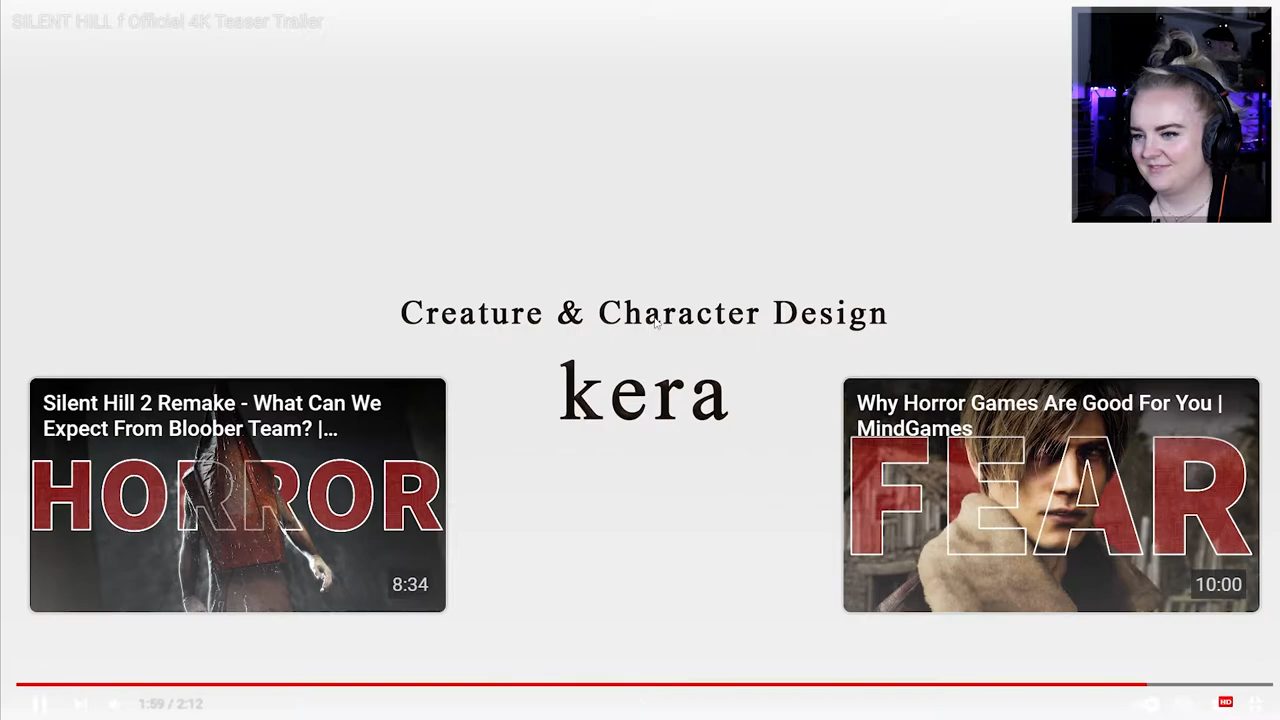 SILENT HILL f Official 4K Teaser Trailer
Creature & Character Design
kera
Silent Hill 2 Remake - What Can We
Expect From Bloober Team? |...
HORROR
8:34
Why Horror Games Are Good For You |
MindGames
FEAR
10:00
1:59 / 2:12
HD